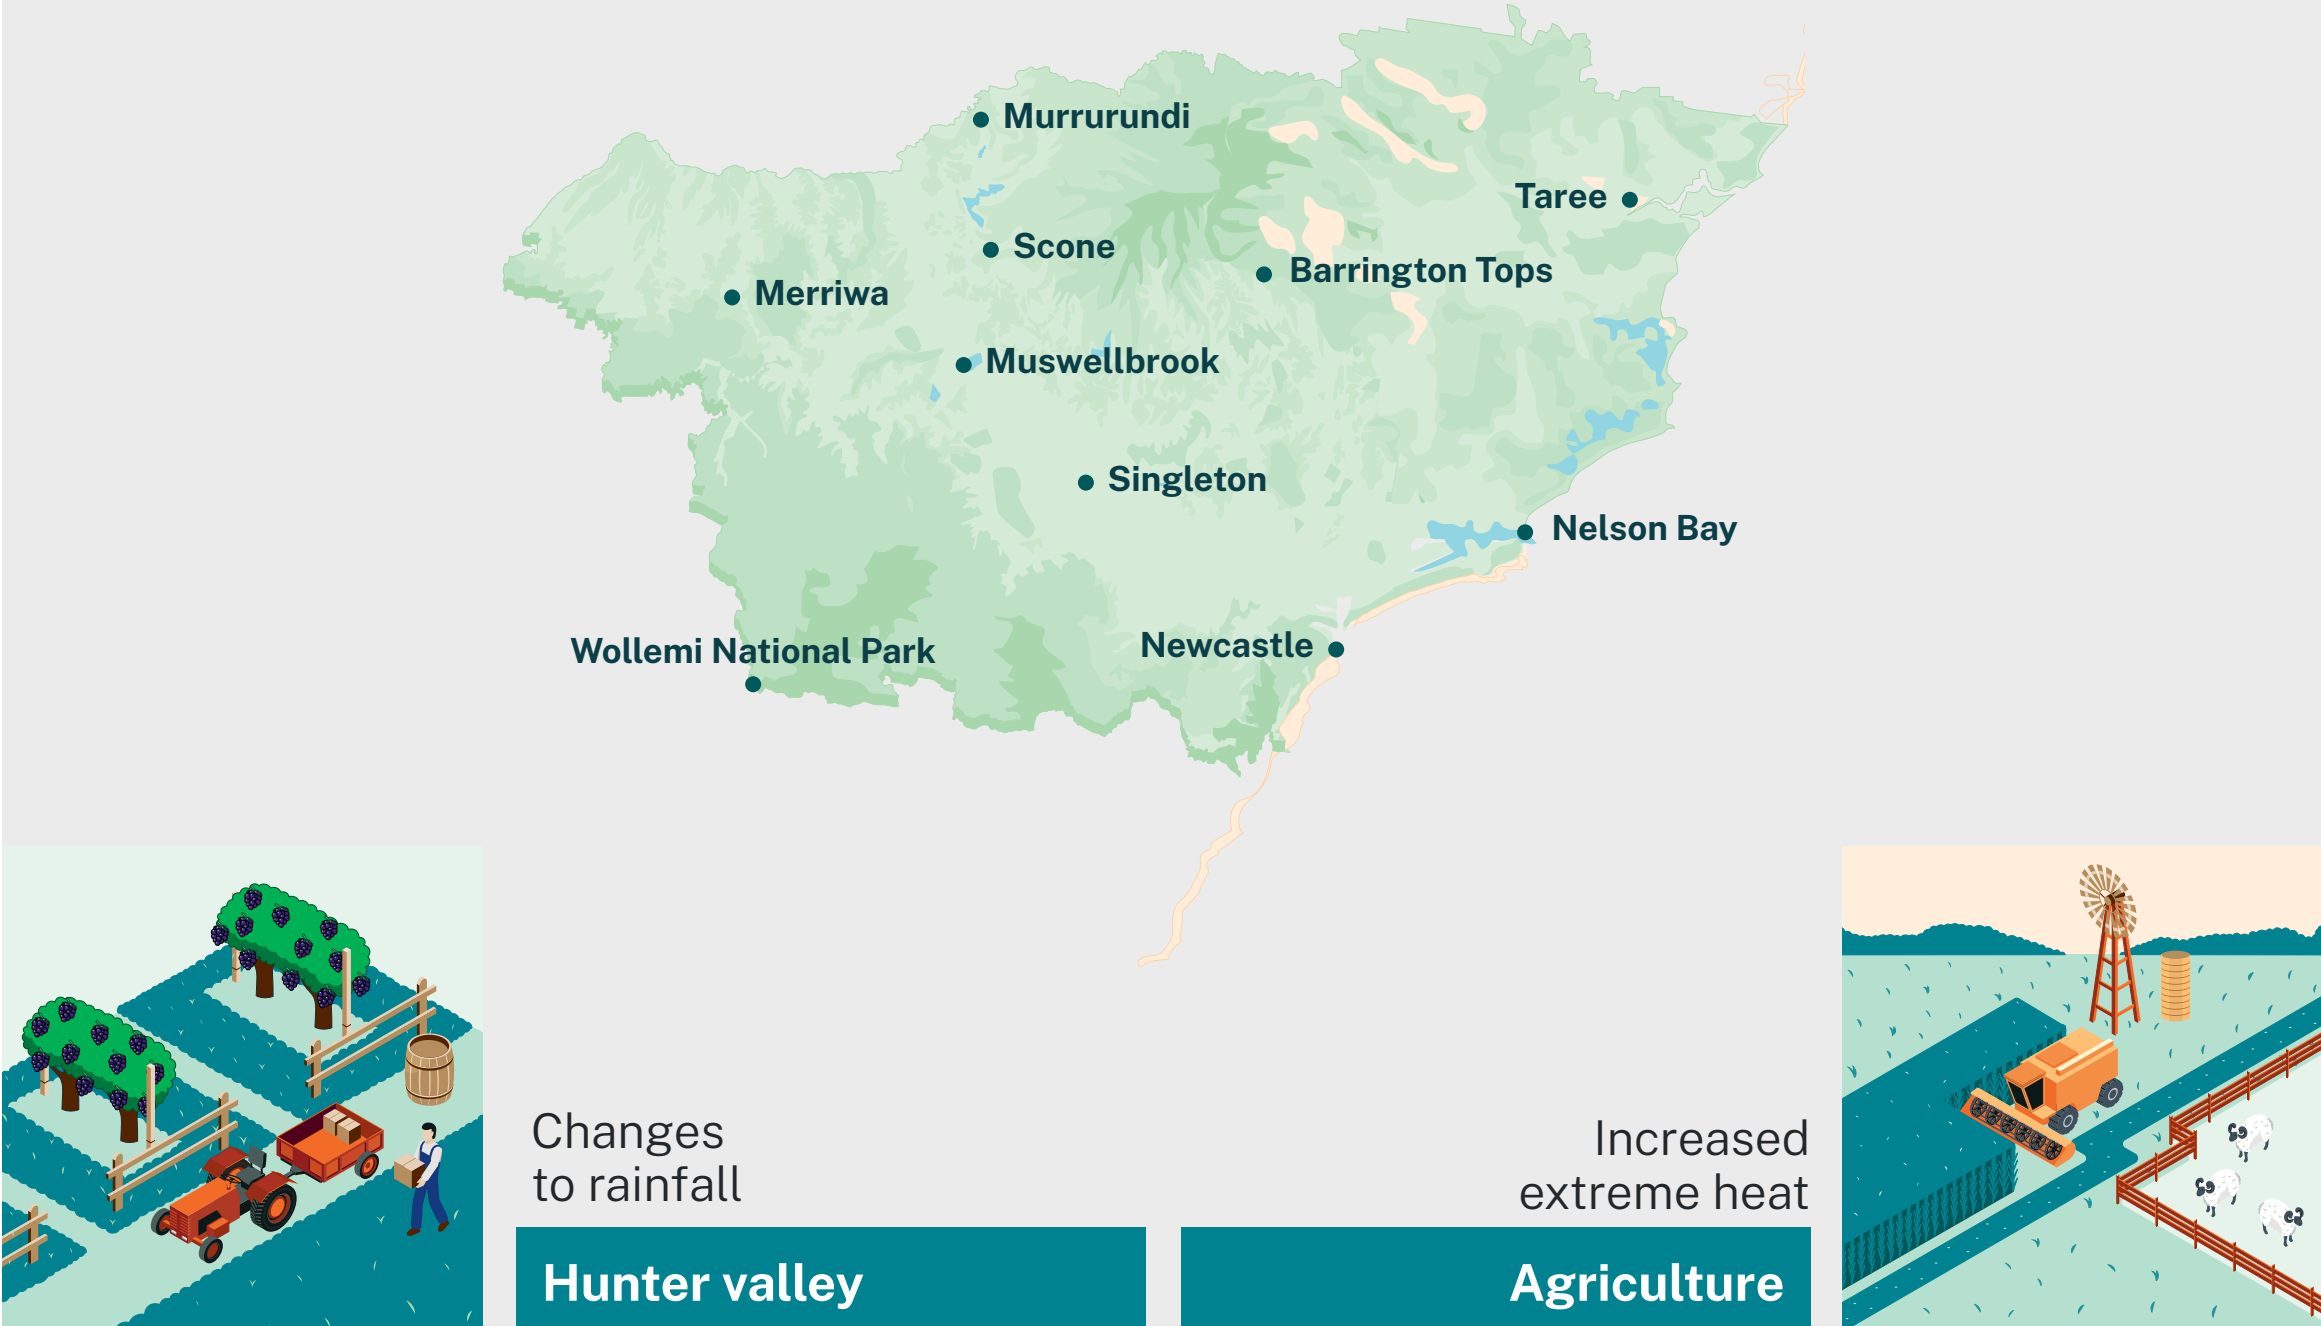 Murrurundi
Taree
Scone
Barrington Tops
Merriwa
Muswellbrook
Singleton
Nelson Bay
Newcastle
Wollemi National Park
Changes
to rainfall
Hunter valley
Increased
extreme heat
Agriculture